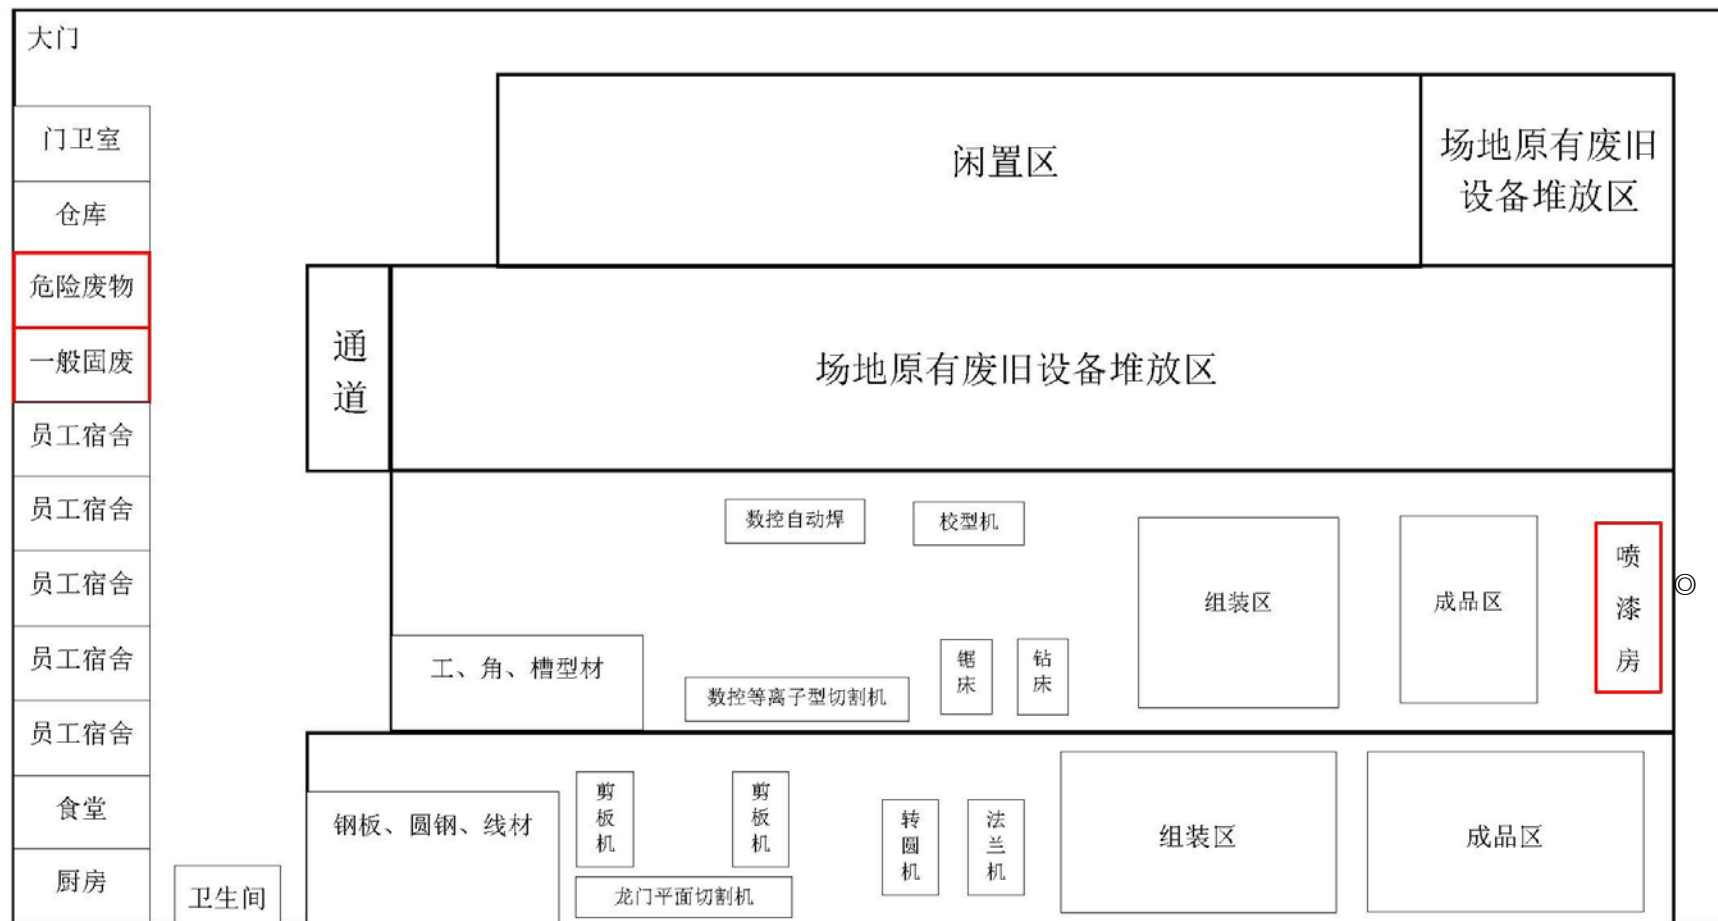 大门
门卫室
仓库
危险废物
一般固废
员工宿舍
员工宿舍
员工宿舍
员工宿舍
员工宿舍
食堂
厨房
卫生间
闲置区
场地原有废旧
设备堆放区
通
道
场地原有废旧设备堆放区
数控自动焊
校型机
组装区
成品区
喷
漆
房
◎
工、角、槽型材
数控等离子型切割机
锯
床
钻
床
钢板、圆钢、线材
剪
板
机
剪
板
机
龙门平面切割机
转
圆
机
法
兰
机
组装区
成品区